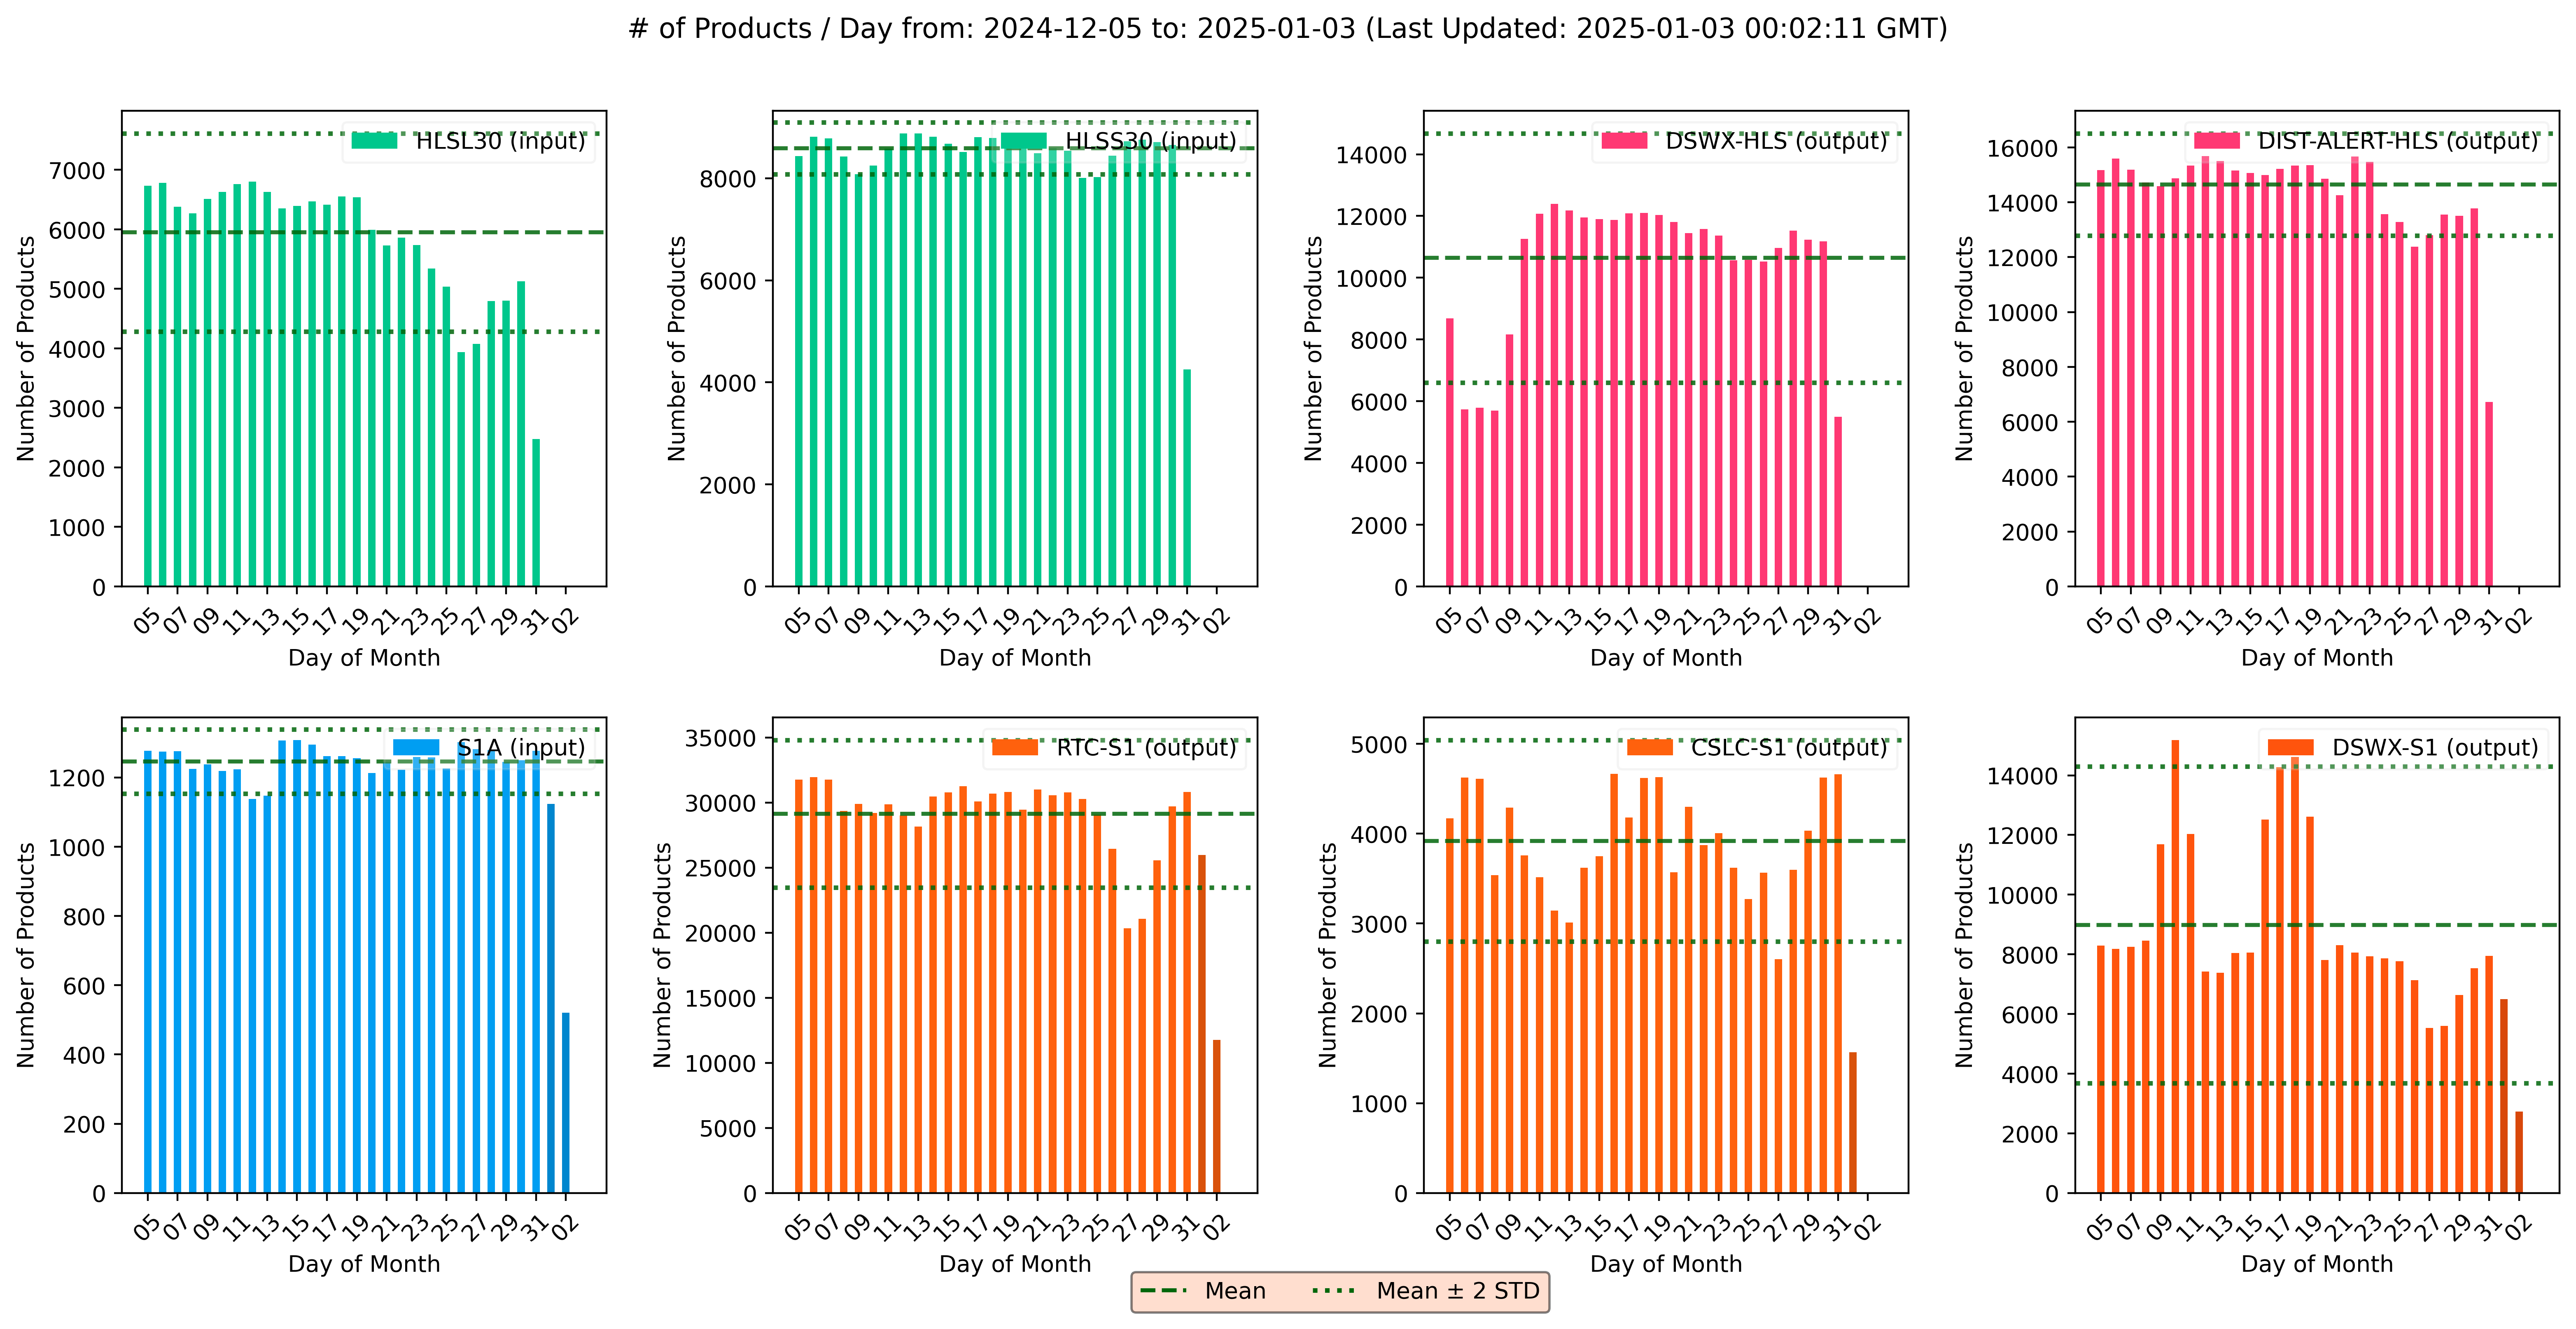 # of Products / Day from: 2024-12-05 to: 2025-01-03 (Last Updated: 2025-01-03 00:02:11 GMT)
HLSL30 (input)
Number of Products
7000
6000
5000
4000
3000
2000
1000
0
05 07 09 11 13 15 17 19 21 23 25 27 29 31 02
Day of Month
HLSS30 (input)
Number of Products
8000
6000
4000
2000
0
05 07 09 11 13 15 17 19 21 23 25 27 29 31 02
Day of Month
DSWX-HLS (output)
Number of Products
14000
12000
10000
8000
6000
4000
2000
0
05 07 09 11 13 15 17 19 21 23 25 27 29 31 02
Day of Month
DIST-ALERT-HLS (output)
Number of Products
16000
14000
12000
10000
8000
6000
4000
2000
0
05 07 09 11 13 15 17 19 21 23 25 27 29 31 02
Day of Month
S1A (input)
Number of Products
1200
1000
800
600
400
200
0
05 07 09 11 13 15 17 19 21 23 25 27 29 31 02
Day of Month
RTC-S1 (output)
Number of Products
35000
30000
25000
20000
15000
10000
5000
0
05 07 09 11 13 15 17 19 21 23 25 27 29 31 02
Day of Month
CSLC-S1 (output)
Number of Products
5000
4000
3000
2000
1000
0
05 07 09 11 13 15 17 19 21 23 25 27 29 31 02
Day of Month
DSWX-S1 (output)
Number of Products
14000
12000
10000
8000
6000
4000
2000
0
05 07 09 11 13 15 17 19 21 23 25 27 29 31 02
Day of Month
Mean
Mean ± 2 STD